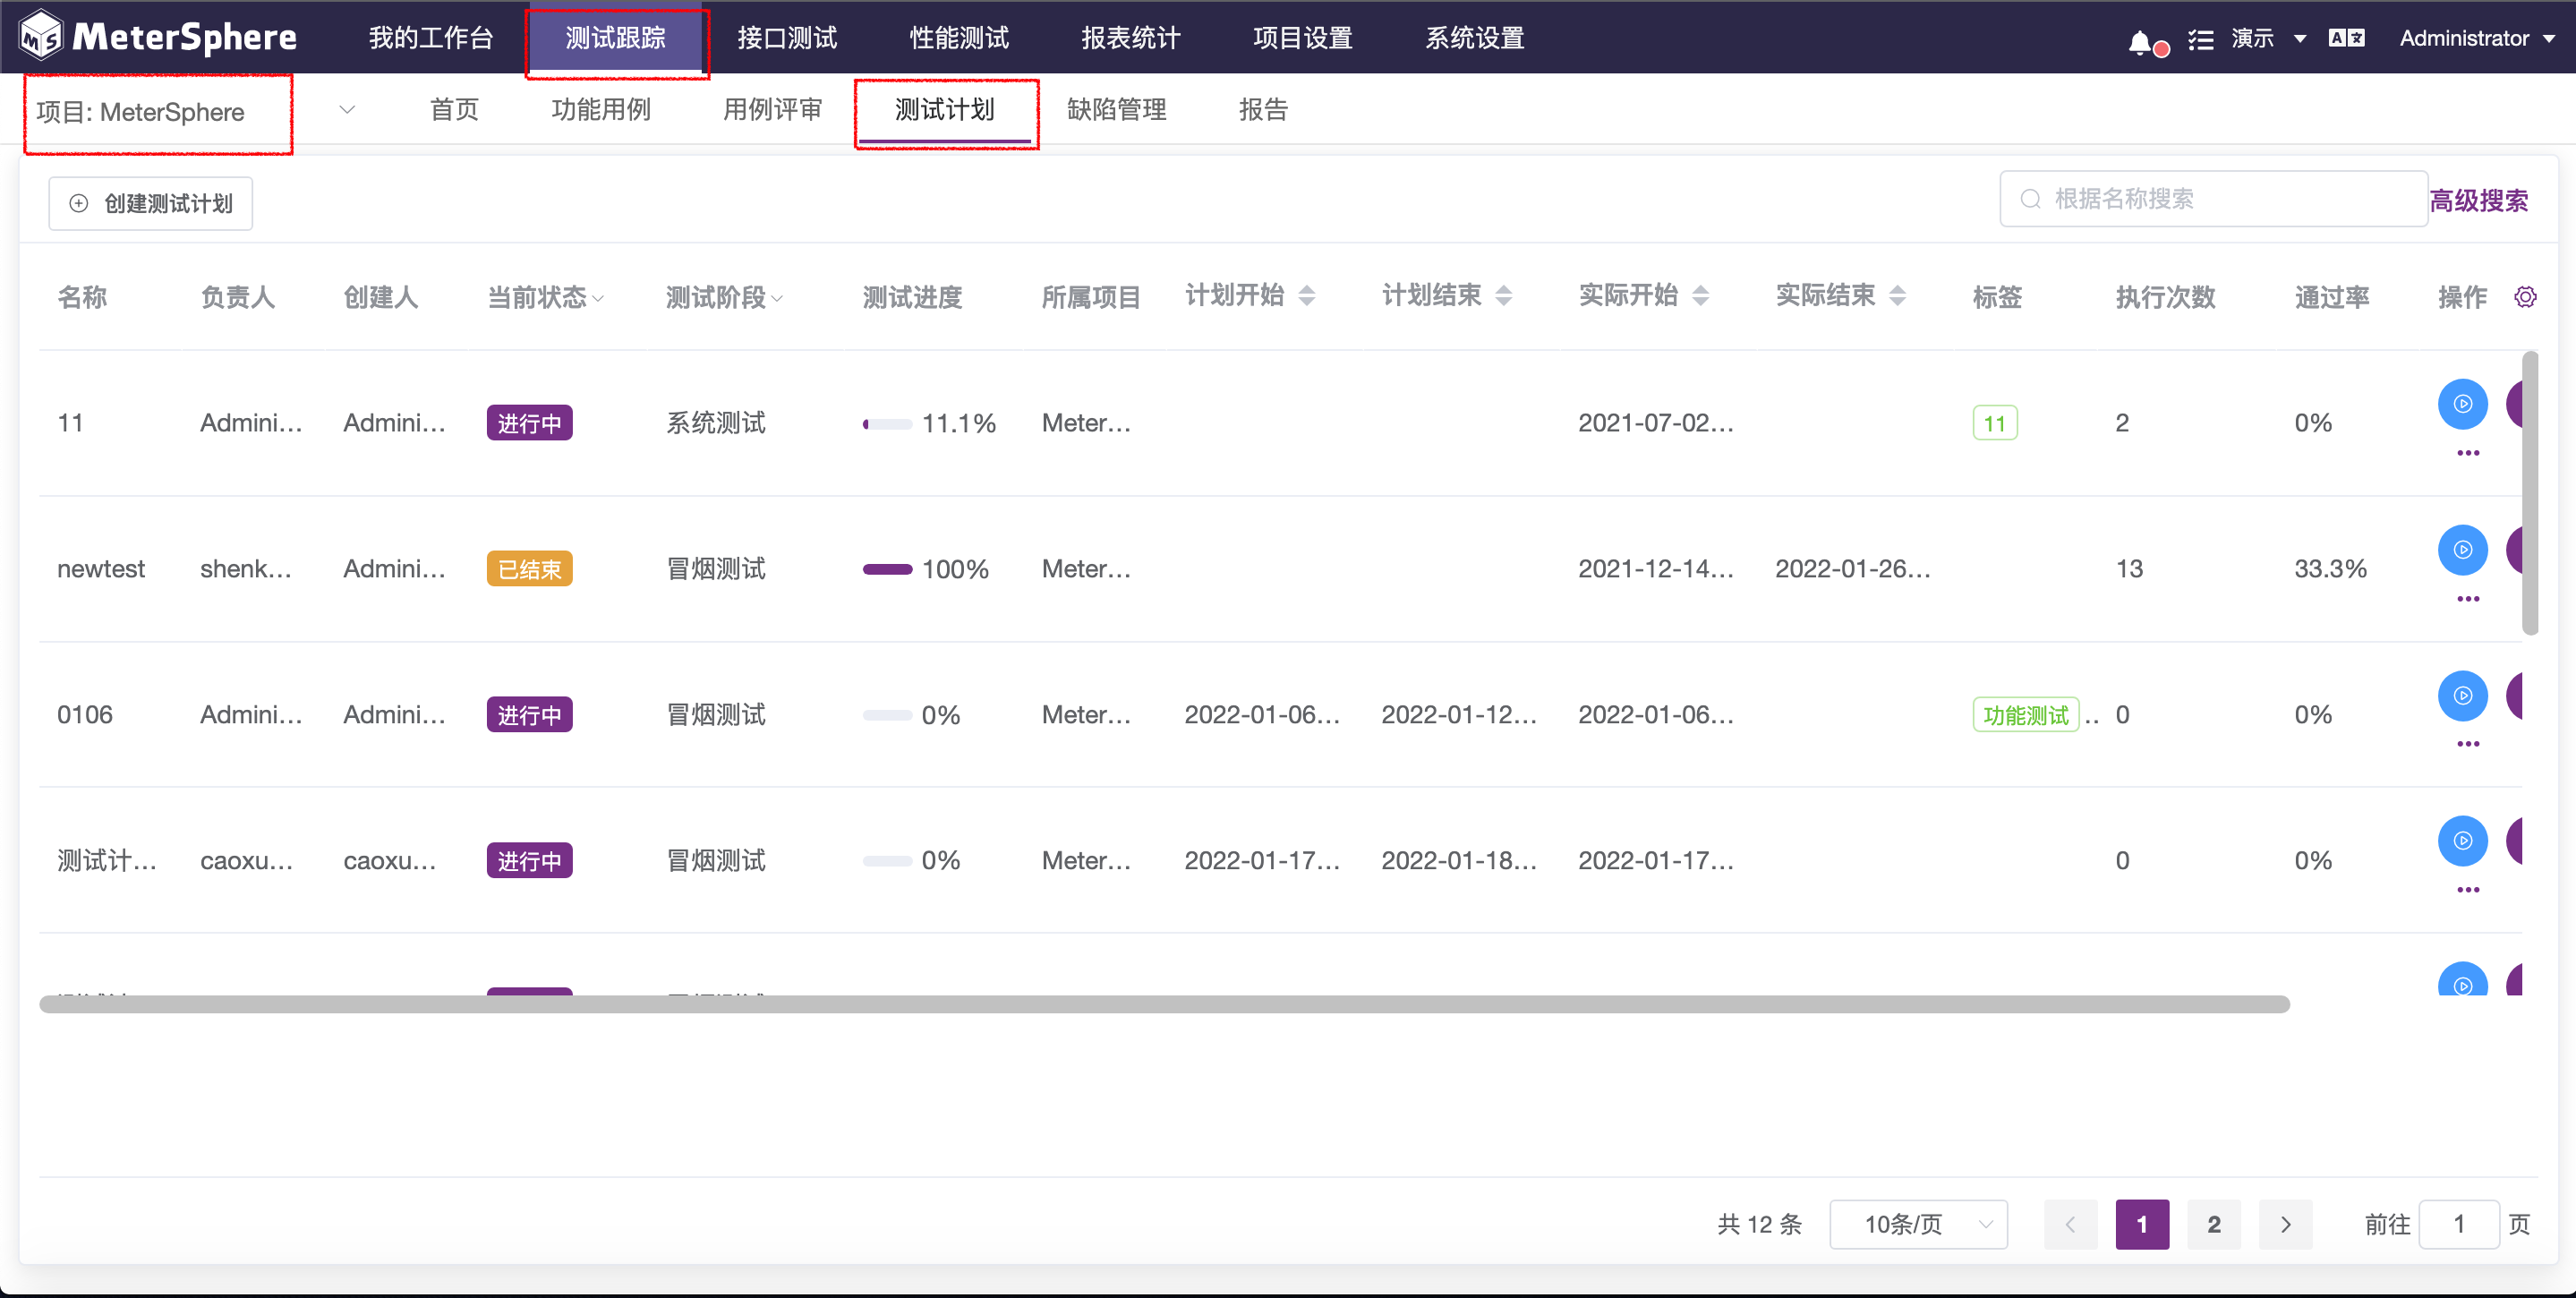 MeterSphere 我的工作台 测试跟踪 接口测试 性能测试 报表统计 项目设置 系统设置 演示 Administrator
项目: MeterSphere 首页 功能用例 用例评审 测试计划 缺陷管理 报告
创建测试计划 根据名称搜索 高级搜索
名称 负责人 创建人 当前状态 测试阶段 测试进度 所属项目 计划开始 计划结束 实际开始 实际结束 标签 执行次数 通过率 操作
11 Admini... Admini... 进行中 系统测试 11.1% Meter... 2021-07-02... 11 2 0%
newtest shenk... Admini... 已结束 冒烟测试 100% Meter... 2021-12-14... 2022-01-26... 13 33.3%
0106 Admini... Admini... 进行中 冒烟测试 0% Meter... 2022-01-06... 2022-01-12... 2022-01-06... 功能测试 .. 0 0%
测试计... caoxu... caoxu... 进行中 冒烟测试 0% Meter... 2022-01-17... 2022-01-18... 2022-01-17... 0 0%
共 12 条 10条/页 1 2 前往 1 页